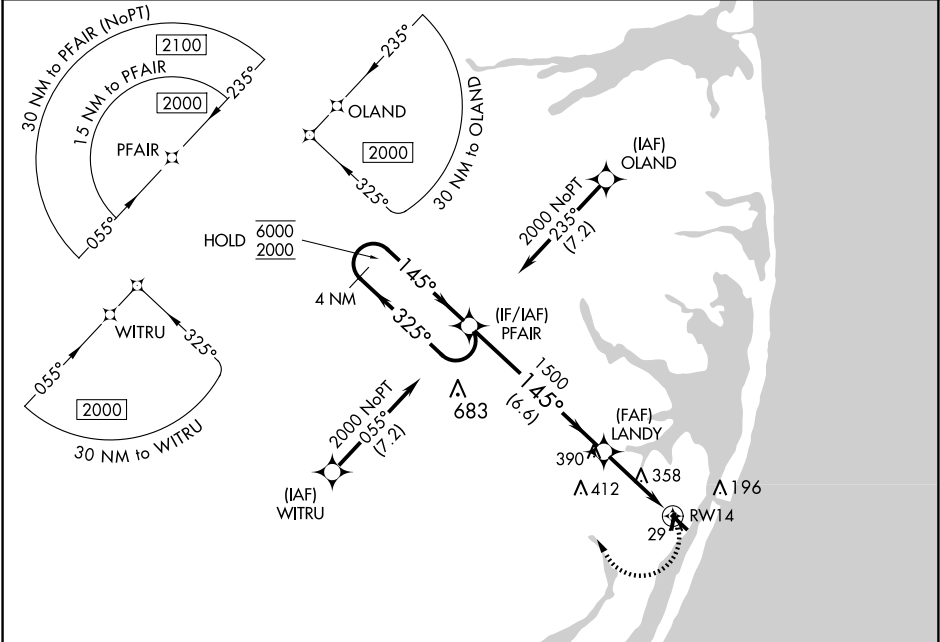 30 NM to PFAIR (NoPT)
2100
15 NM to PFAIR
2000
235°
PFAIR
055°
235°
OLAND
2000
325°
30 NM to OLAND
(IAF)
OLAND
2000 NoPT
235°
(7.2)
HOLD
6000
2000
145°
4 NM
325°
(IF/IAF)
PFAIR
WITRU
325°
055°
2000
30 NM to WITRU
683
1500
145°
(6.6)
2000 NoPT
055°
(7.2)
(IAF)
WITRU
(FAF)
LANDY
390
358
412
196
RW14
29